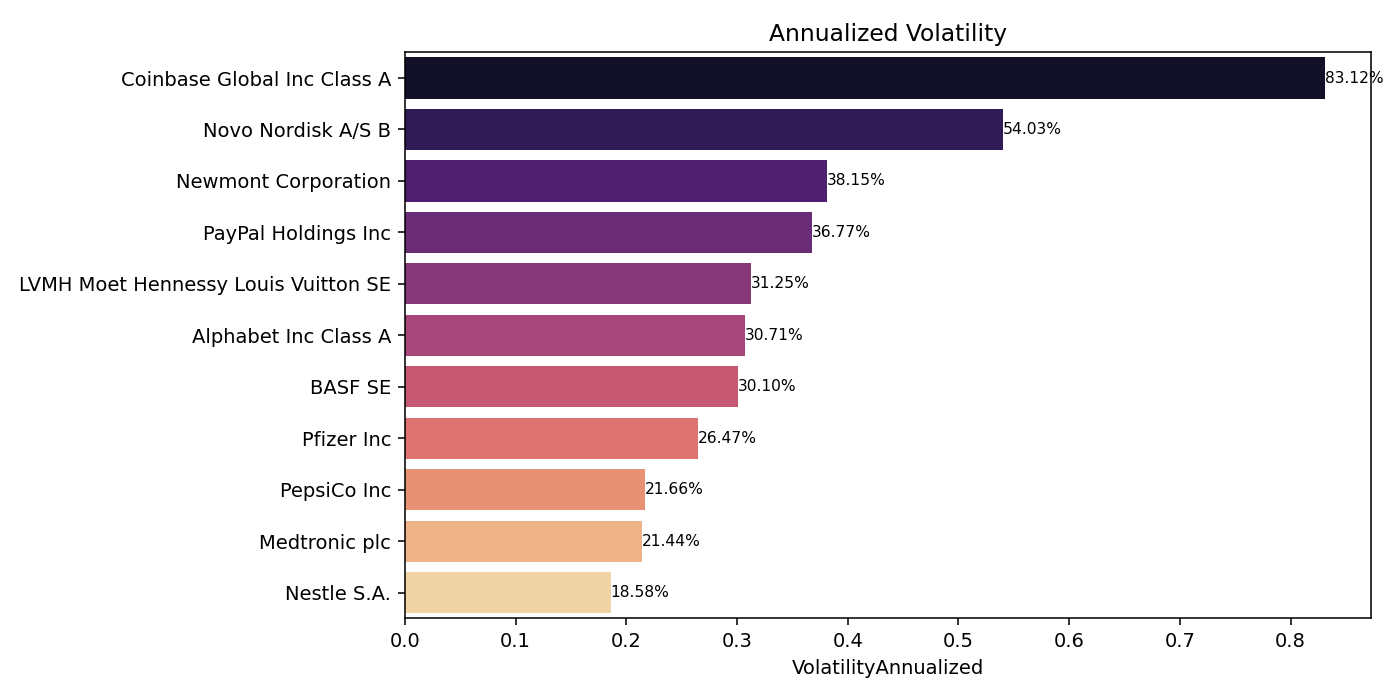 Annualized Volatility
Coinbase Global Inc Class A 83.12%
Novo Nordisk A/S B 54.03%
Newmont Corporation 38.15%
PayPal Holdings Inc 36.77%
LVMH Moet Hennessy Louis Vuitton SE 31.25%
Alphabet Inc Class A 30.71%
BASF SE 30.10%
Pfizer Inc 26.47%
PepsiCo Inc 21.66%
Medtronic plc 21.44%
Nestle S.A. 18.58%
0.0 0.1 0.2 0.3 0.4 0.5 0.6 0.7 0.8
VolatilityAnnualized